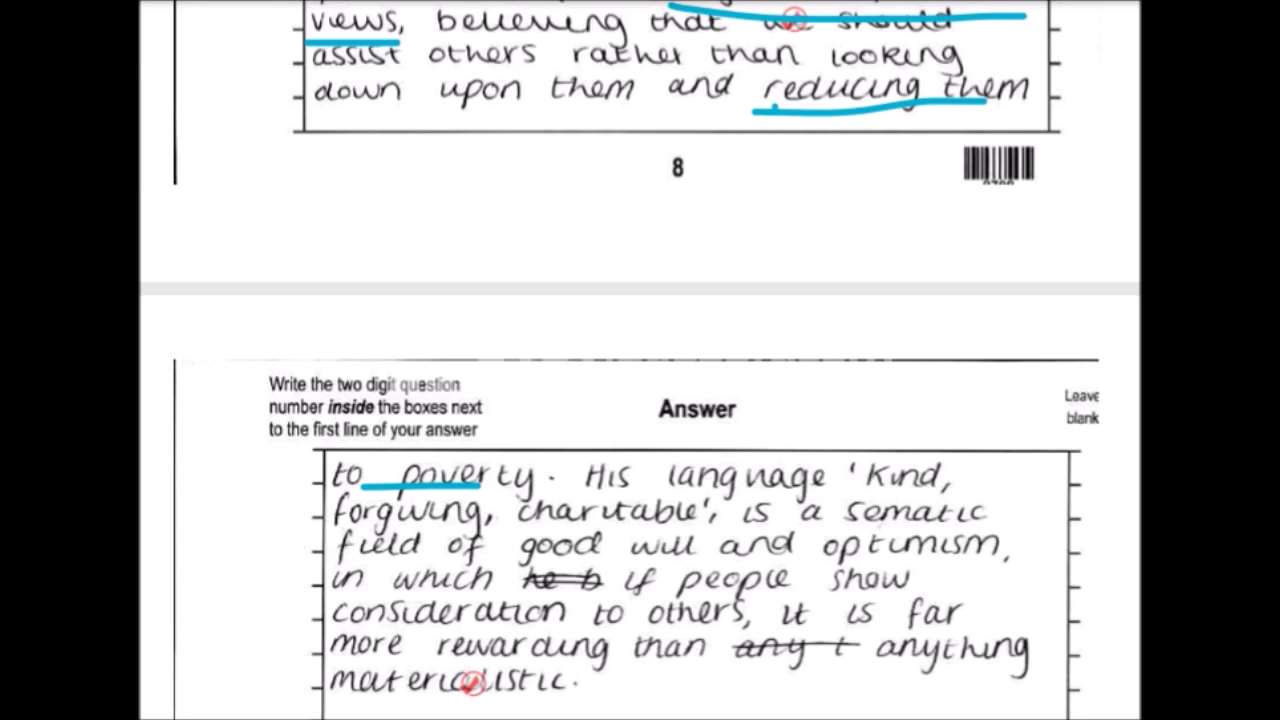 views, believing that we should
assist others rather than looking
down upon them and reducing them
8
Write the two digit question
number inside the boxes next
to the first line of your answer
Answer
Leave
blank
to poverty. His language 'kind,
forgiving, charitable', is a sematic
field of good will and optimism,
in which he b if people show
consideration to others, it is far
more rewarding than any t anything
materialistic.